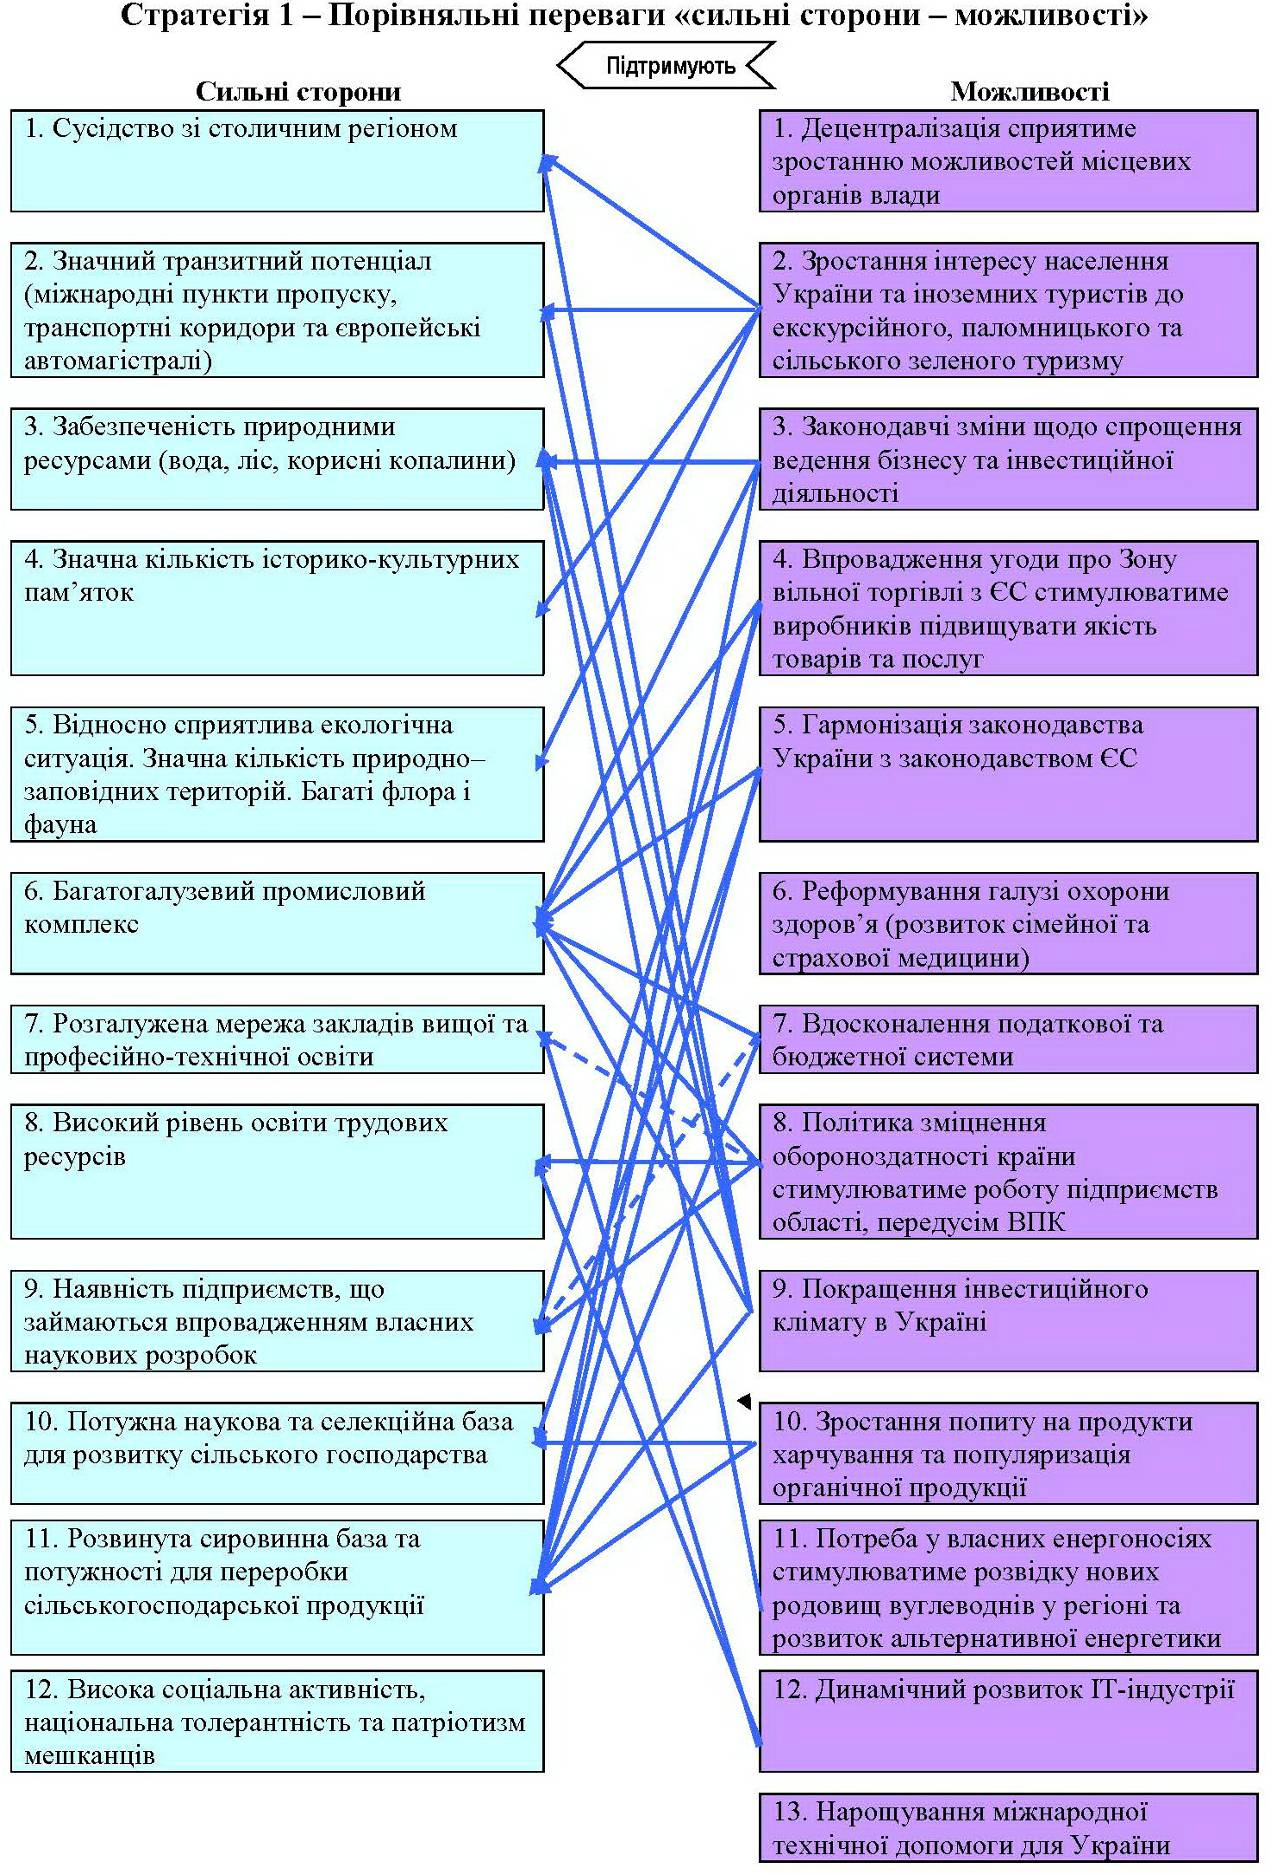 Стратегія 1 – Порівняльні переваги «сильні сторони – можливості»
Підтримують
Сильні сторони
1. Сусідство зі столичним регіоном
2. Значний транзитний потенціал
(міжнародні пункти пропуску,
транспортні коридори та європейські
автомагістралі)
3. Забезпеченість природними
ресурсами (вода, ліс, корисні копалини)
4. Значна кількість історико-культурних
пам’яток
5. Відносно сприятлива екологічна
ситуація. Значна кількість природно–
заповідних територій. Багаті флора і
фауна
6. Багатогалузевий промисловий
комплекс
7. Розгалужена мережа закладів вищої та
професійно-технічної освіти
8. Високий рівень освіти трудових
ресурсів
9. Наявність підприємств, що
займаються впровадженням власних
наукових розробок
10. Потужна наукова та селекційна база
для розвитку сільського господарства
11. Розвинута сировинна база та
потужності для переробки
сільськогосподарської продукції
12. Висока соціальна активність,
національна толерантність та патріотизм
мешканців
Можливості
1. Децентралізація сприятиме
зростанню можливостей місцевих
органів влади
2. Зростання інтересу населення
України та іноземних туристів до
екскурсійного, паломницького та
сільського зеленого туризму
3. Законодавчі зміни щодо спрощення
ведення бізнесу та інвестиційної
діяльності
4. Впровадження угоди про Зону
вільної торгівлі з ЄС стимулюватиме
виробників підвищувати якість
товарів та послуг
5. Гармонізація законодавства
України з законодавством ЄС
6. Реформування галузі охорони
здоров’я (розвиток сімейної та
страхової медицини)
7. Вдосконалення податкової та
бюджетної системи
8. Політика зміцнення
обороноздатності країни
стимулюватиме роботу підприємств
області, передусім ВПК
9. Покращення інвестиційного
клімату в Україні
10. Зростання попиту на продукти
харчування та популяризація
органічної продукції
11. Потреба у власних енергоносіях
стимулюватиме розвідку нових
родовищ вуглеводнів у регіоні та
розвиток альтернативної енергетики
12. Динамічний розвиток ІТ-індустрії
13. Нарощування міжнародної
технічної допомоги для України